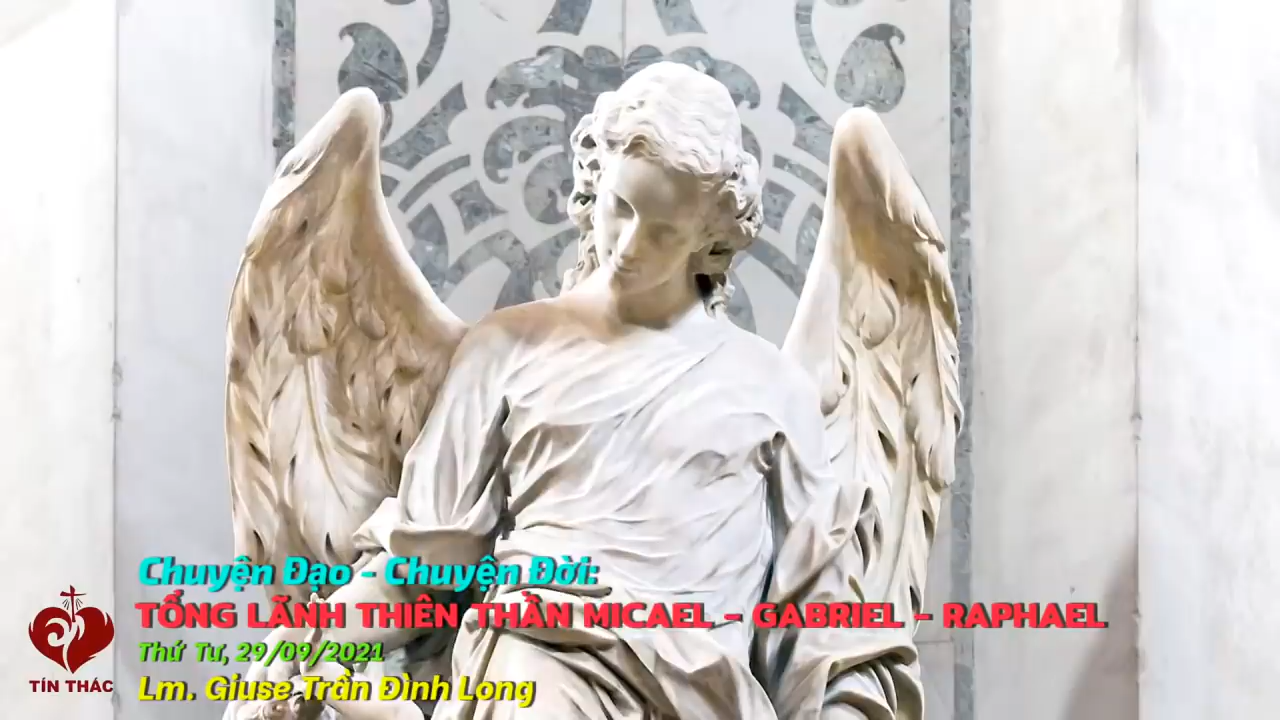 Chuyện Đạo - Chuyện Đời:
TỔNG LÃNH THIÊN THẦN MICAEL - GABRIEL - RAPHAEL
Thứ Tư, 29/09/2021
Lm. Giuse Trần Đình Long
TÍN THÁC